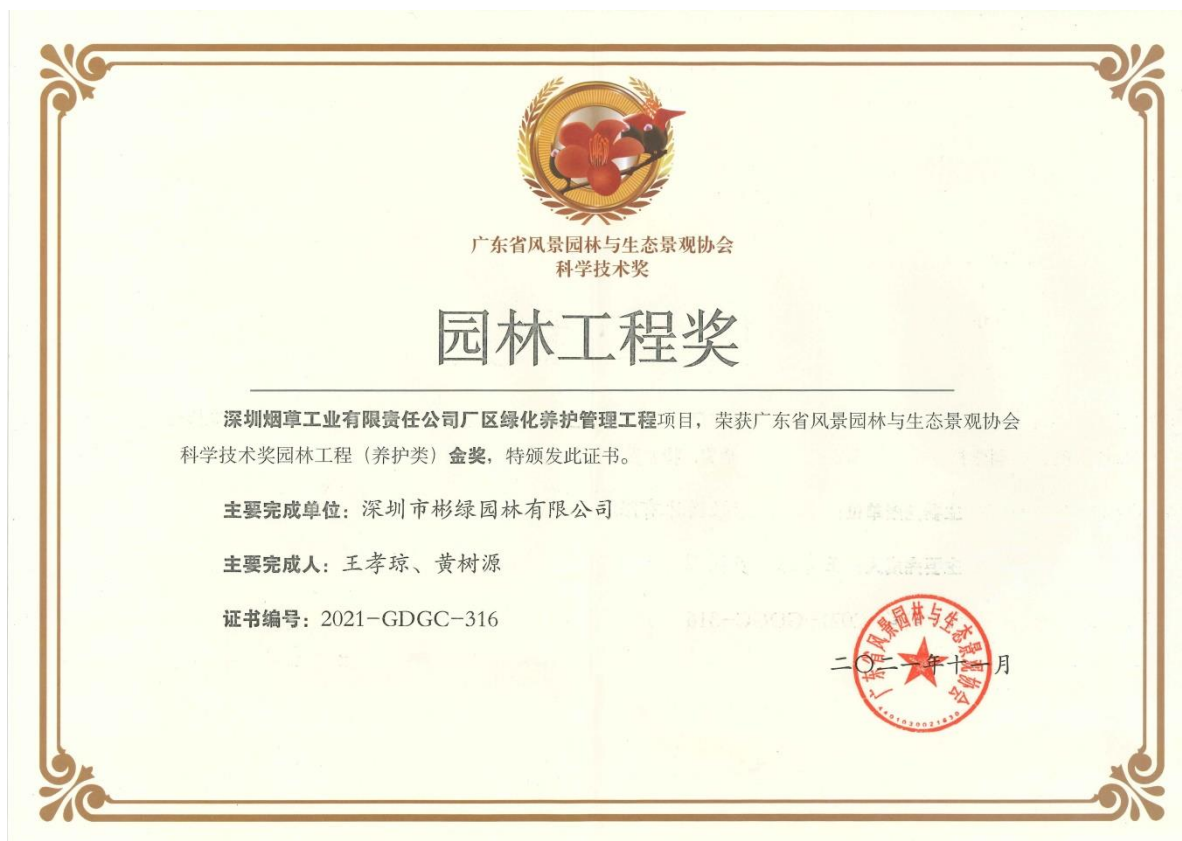 广东省风景园林与生态景观协会
科学技术奖
园林工程奖
深圳烟草工业有限责任公司厂区绿化养护管理工程项目，荣获广东省风景园林与生态景观协会
科学技术奖园林工程（养护类）金奖，特颁发此证书。
主要完成单位：深圳市彬绿园林有限公司
主要完成人：王孝琼、黄树源
证书编号：2021-GDGC-316
广东省风景园林与生态景观协会
二〇二一年十一月